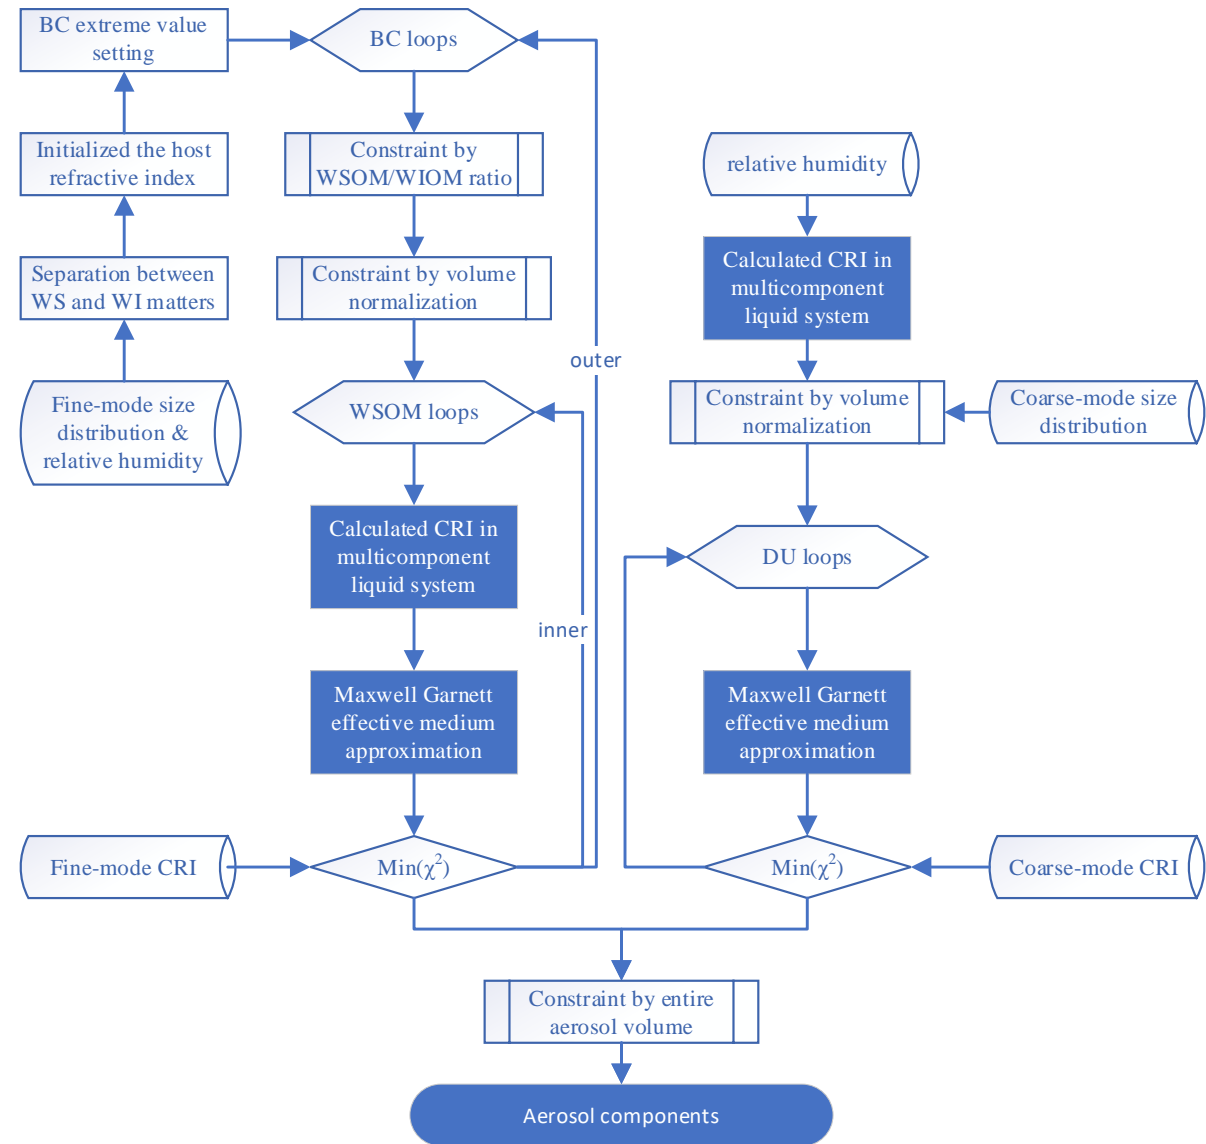 BC extreme value
setting
BC loops
Initialized the host
refractive index
Constraint by
WSOM/WIOM ratio
relative humidity
Separation between
WS and WI matters
Constraint by volume
normalization
Calculated CRI in
multicomponent
liquid system
outer
Fine-mode size
distribution &
relative humidity
WSOM loops
Constraint by volume
normalization
Coarse-mode size
distribution
Calculated CRI in
multicomponent
liquid system
DU loops
inner
Maxwell Garnett
effective medium
approximation
Maxwell Garnett
effective medium
approximation
Fine-mode CRI
Min(χ²)
Min(χ²)
Coarse-mode CRI
Constraint by entire
aerosol volume
Aerosol components